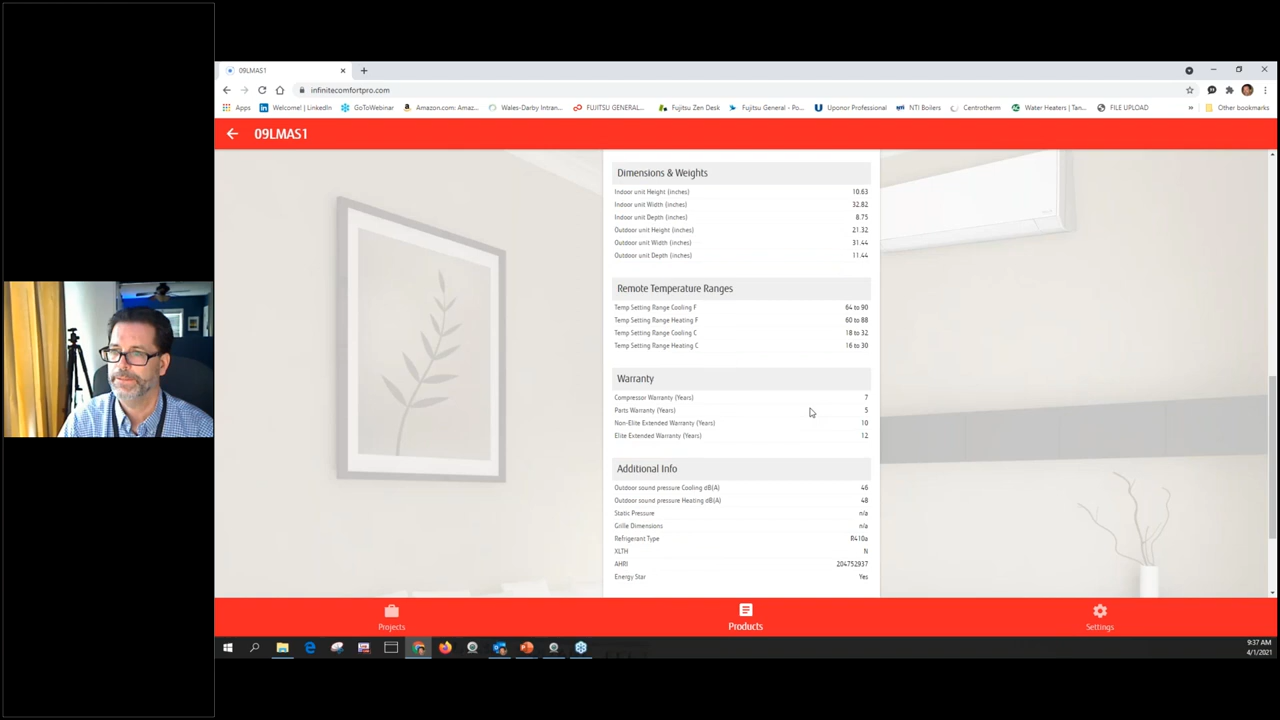 09LMAS1
infinitecomfortpro.com
Apps Welcome! | LinkedIn GoToWebinar Amazon.com: Amaz... Wales-Darby Intran... FUJITSU GENERAL... Fujitsu Zen Desk Fujitsu General - Po... Uponor Professional NTI Boilers Centrotherm Water Heaters | Tan... FILE UPLOAD » Other bookmarks
09LMAS1
Dimensions & Weights
Indoor unit Height (inches) 10.63
Indoor unit Width (inches) 32.82
Indoor unit Depth (inches) 8.75
Outdoor unit Height (inches) 21.32
Outdoor unit Width (inches) 31.44
Outdoor unit Depth (inches) 11.44
Remote Temperature Ranges
Temp Setting Range Cooling F 64 to 90
Temp Setting Range Heating F 60 to 88
Temp Setting Range Cooling C 18 to 32
Temp Setting Range Heating C 16 to 30
Warranty
Compressor Warranty (Years) 7
Parts Warranty (Years) 5
Non-Elite Extended Warranty (Years) 10
Elite Extended Warranty (Years) 12
Additional Info
Outdoor sound pressure Cooling dB(A) 46
Outdoor sound pressure Heating dB(A) 48
Static Pressure n/a
Grille Dimensions n/a
Refrigerant Type R410a
XLTH N
AHRI 204752937
Energy Star Yes
Projects Products Settings
9:37 AM
4/1/2021